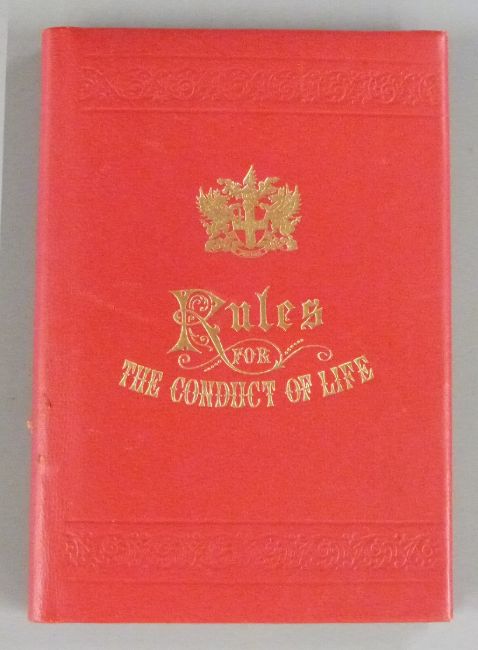 Rules
FOR
THE CONDUCT OF LIFE